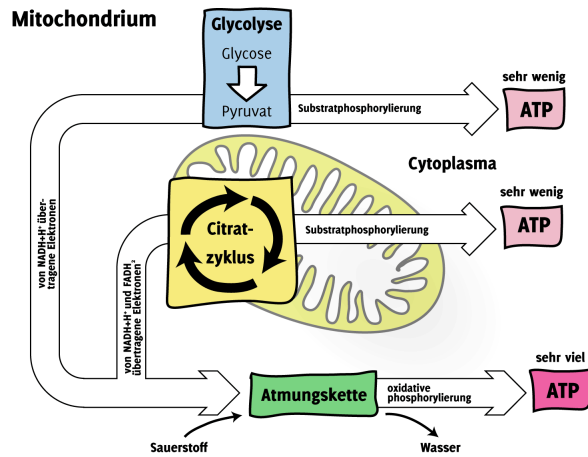 Mitochondrium
Glycolyse
Glycose
Pyruvat
Substratphosphorylierung
sehr wenig
ATP
Cytoplasma
Citrat-
zyklus
Substratphosphorylierung
sehr wenig
ATP
von NADH+H⁺ über-
tragene Elektronen
von NADH+H⁺ und FADH²
übertragene Elektronen
Atmungskette
oxidative
phosphorylierung
sehr viel
ATP
Sauerstoff
Wasser